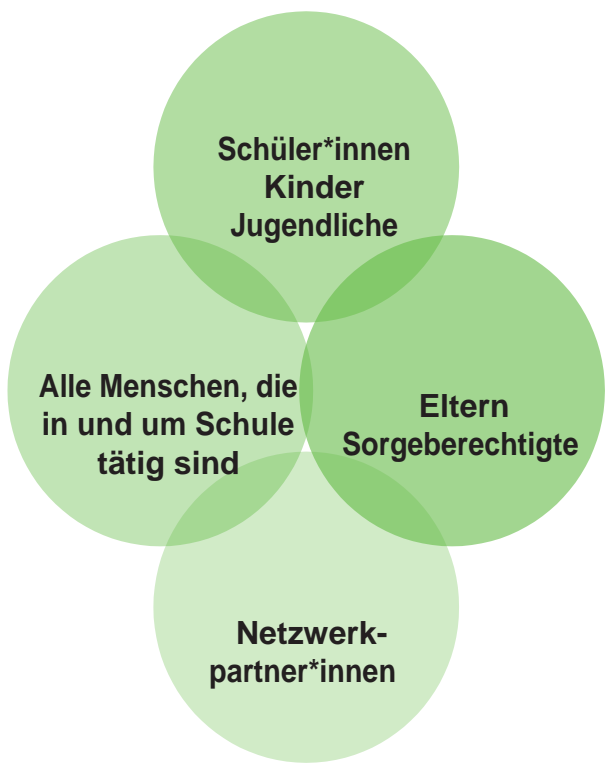 Schüler*innen
Kinder
Jugendliche
Alle Menschen, die
in und um Schule
tätig sind
Eltern
Sorgeberechtigte
Netzwerk-
partner*innen